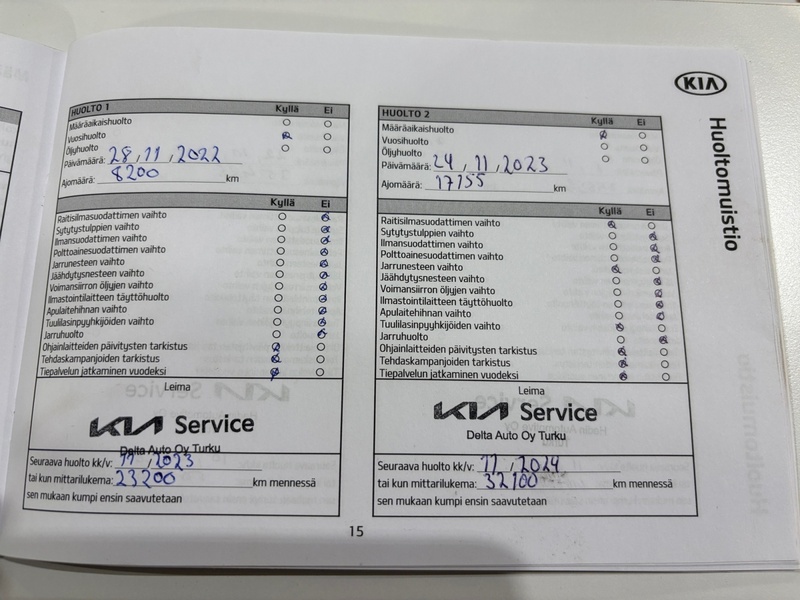 KIA
Huoltomuistio
HUOLTO 1 Kyllä Ei
Määräaikaishuolto
Vuosihuolto
Öljyhuolto
Päivämäärä: 28, 11, 2022
Ajomäärä: 8200 km
Kyllä Ei
Raitisilmasuodattimen vaihto
Sytytystulppien vaihto
Ilmansuodattimen vaihto
Polttoainesuodattimen vaihto
Jarrunesteen vaihto
Jäähdytysnesteen vaihto
Voimansiirron öljyjen vaihto
Ilmastointilaitteen täyttöhuolto
Apulaitehihnan vaihto
Tuulilasinpyyhkijöiden vaihto
Jarruhuolto
Ohjainlaitteiden päivitysten tarkistus
Tehdaskampanjoiden tarkistus
Tiepalvelun jatkaminen vuodeksi
Leima
KIA Service
Delta Auto Oy Turku
Seuraava huolto kk/v: 11, 2023
tai kun mittarilukema: 23200 km mennessä
sen mukaan kumpi ensin saavutetaan
HUOLTO 2 Kyllä Ei
Määräaikaishuolto
Vuosihuolto
Öljyhuolto
Päivämäärä: 24, 11, 2023
Ajomäärä: 17155 km
Kyllä Ei
Raitisilmasuodattimen vaihto
Sytytystulppien vaihto
Ilmansuodattimen vaihto
Polttoainesuodattimen vaihto
Jarrunesteen vaihto
Jäähdytysnesteen vaihto
Voimansiirron öljyjen vaihto
Ilmastointilaitteen täyttöhuolto
Apulaitehihnan vaihto
Tuulilasinpyyhkijöiden vaihto
Jarruhuolto
Ohjainlaitteiden päivitysten tarkistus
Tehdaskampanjoiden tarkistus
Tiepalvelun jatkaminen vuodeksi
Leima
KIA Service
Delta Auto Oy Turku
Seuraava huolto kk/v: 11, 2024
tai kun mittarilukema: 32100 km mennessä
sen mukaan kumpi ensin saavutetaan
15